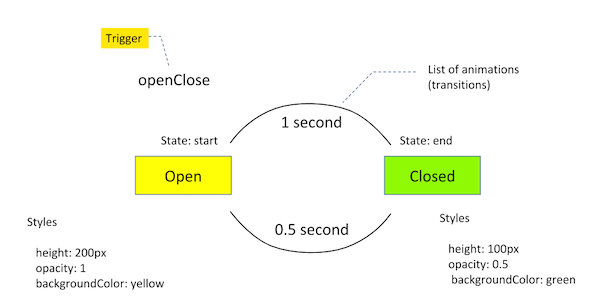 Trigger
openClose
List of animations
(transitions)
1 second
State: start
State: end
Open
Closed
0.5 second
Styles
height: 200px
opacity: 1
backgroundColor: yellow
Styles
height: 100px
opacity: 0.5
backgroundColor: green